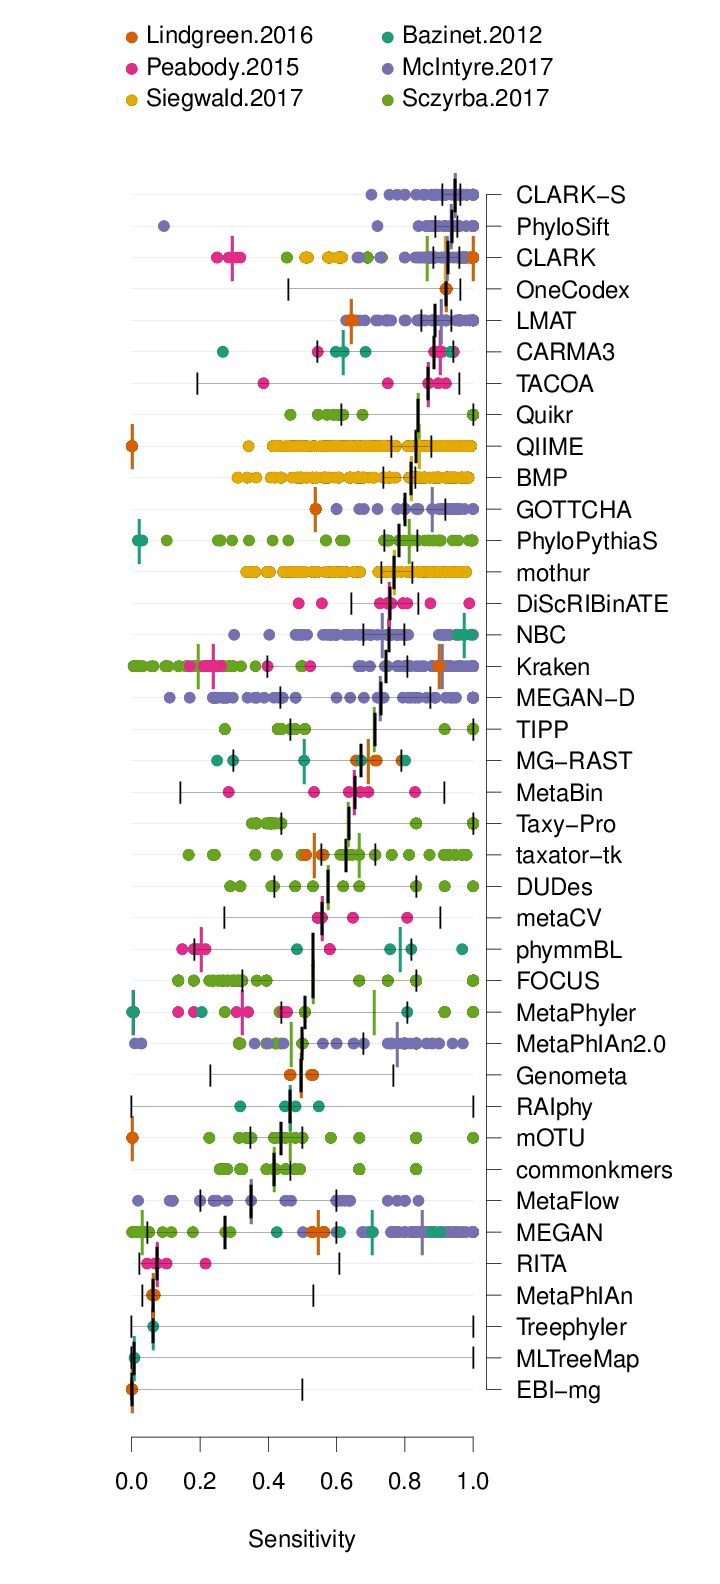 Lindgreen.2016 Bazinet.2012
Peabody.2015 McIntyre.2017
Siegwald.2017 Sczyrba.2017
CLARK−S
PhyloSift
CLARK
OneCodex
LMAT
CARMA3
TACOA
Quikr
QIIME
BMP
GOTTCHA
PhyloPythiaS
mothur
DiScRIBinATE
NBC
Kraken
MEGAN−D
TIPP
MG−RAST
MetaBin
Taxy−Pro
taxator−tk
DUDes
metaCV
phymmBL
FOCUS
MetaPhyler
MetaPhlAn2.0
Genometa
RAIphy
mOTU
commonkmers
MetaFlow
MEGAN
RITA
MetaPhlAn
Treephyler
MLTreeMap
EBI−mg
0.0 0.2 0.4 0.6 0.8 1.0
Sensitivity